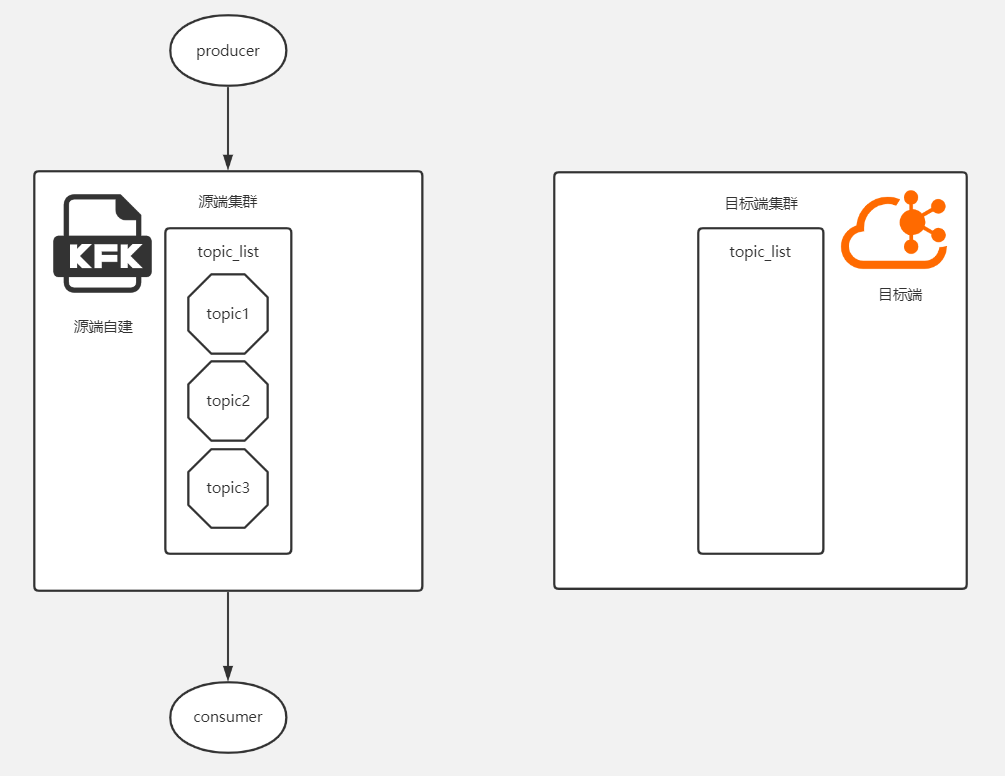 producer
源端集群
KFK
源端自建
topic_list
topic1
topic2
topic3
consumer
目标端集群
topic_list
目标端